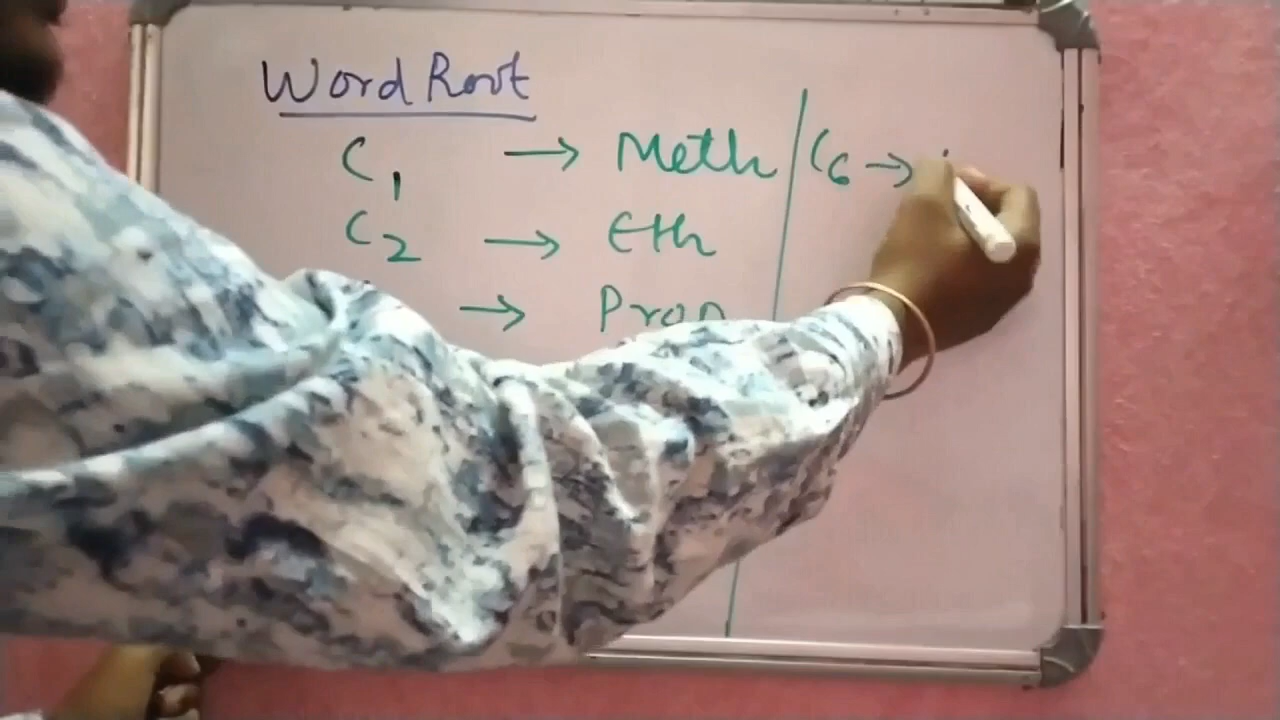 Word Root
C1 → Meth
C2 → Eth
→ Prop
C6 →